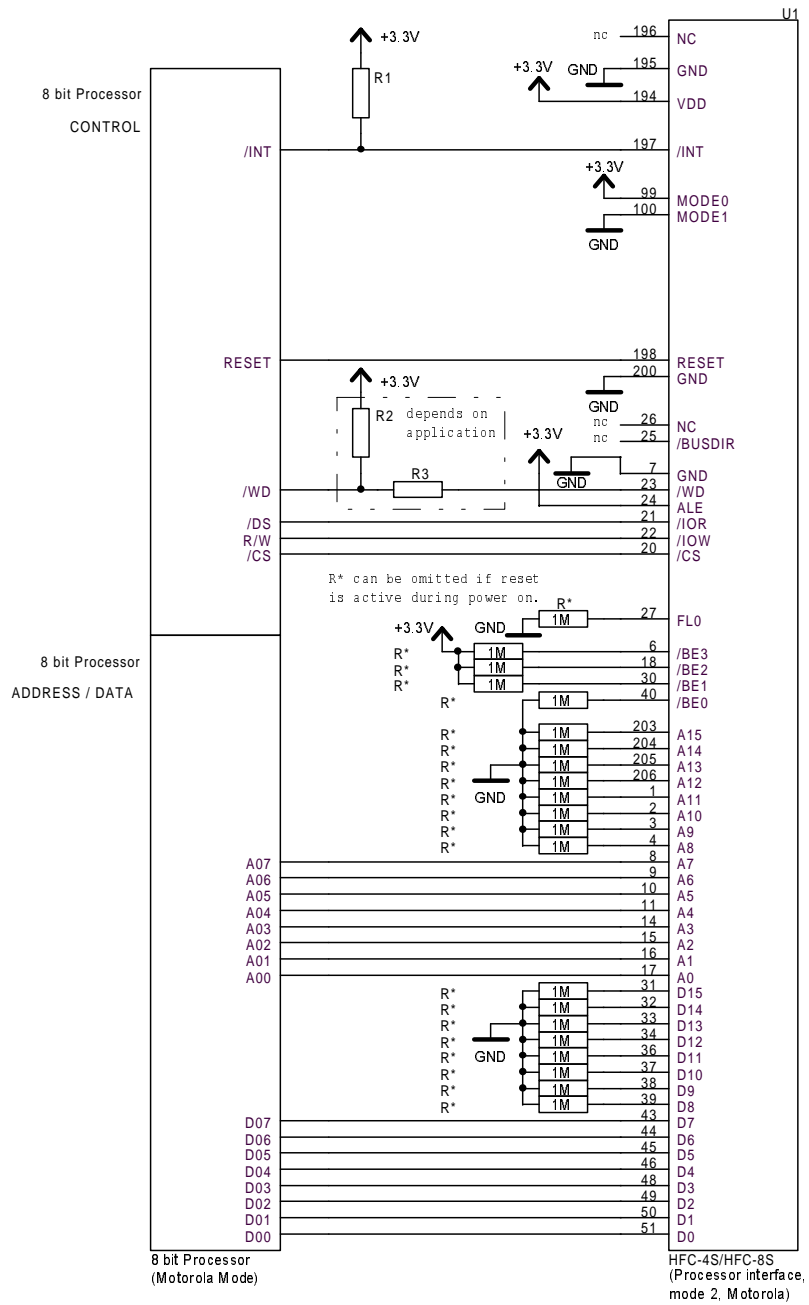 U1
+3.3V
nc 196 NC
195 GND
GND
+3.3V
194 VDD
R1
8 bit Processor
CONTROL
/INT 197 /INT
+3.3V
99 MODE0
100 MODE1
GND
RESET 198 RESET
200 GND
GND
+3.3V
R2 depends on
application
nc 26 NC
nc 25 /BUSDIR
+3.3V
7 GND
GND
R3
/WD 23 /WD
24 ALE
/DS 21 /IOR
R/W 22 /IOW
/CS 20 /CS
R* can be omitted if reset
is active during power on.
R*
GND 1M 27 FL0
+3.3V
R* 1M 6 /BE3
R* 1M 18 /BE2
R* 1M 30 /BE1
R* 1M 40 /BE0
8 bit Processor
ADDRESS / DATA
R* 1M 203 A15
R* 1M 204 A14
R* 1M 205 A13
R* 1M 206 A12
GND
R* 1M 1 A11
R* 1M 2 A10
R* 1M 3 A9
R* 1M 4 A8
A07 8 A7
A06 9 A6
A05 10 A5
A04 11 A4
A03 14 A3
A02 15 A2
A01 16 A1
A00 17 A0
R* 1M 31 D15
R* 1M 32 D14
R* 1M 33 D13
R* 1M 34 D12
GND
R* 1M 36 D11
R* 1M 37 D10
R* 1M 38 D9
R* 1M 39 D8
D07 43 D7
D06 44 D6
D05 45 D5
D04 46 D4
D03 48 D3
D02 49 D2
D01 50 D1
D00 51 D0
8 bit Processor
(Motorola Mode)
HFC-4S/HFC-8S
(Processor interface,
mode 2, Motorola)